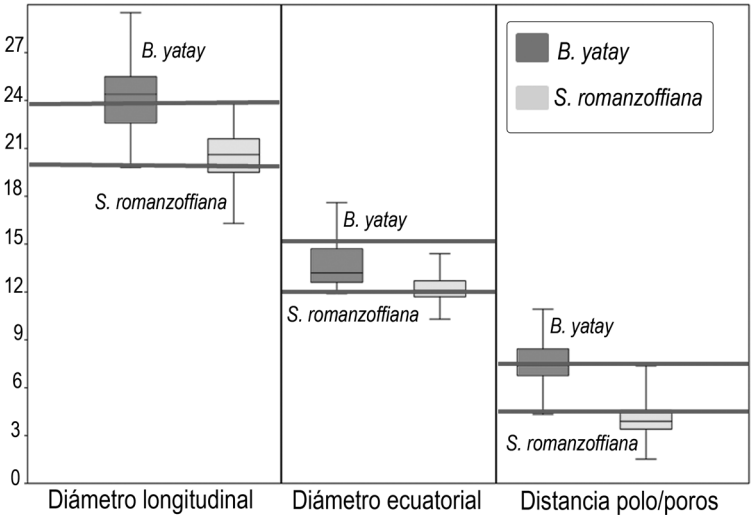 27
24
21
18
15
12
9
6
3
0
B. yatay
S. romanzoffiana
B. yatay
S. romanzoffiana
B. yatay
S. romanzoffiana
B. yatay
S. romanzoffiana
Diámetro longitudinal
Diámetro ecuatorial
Distancia polo/poros